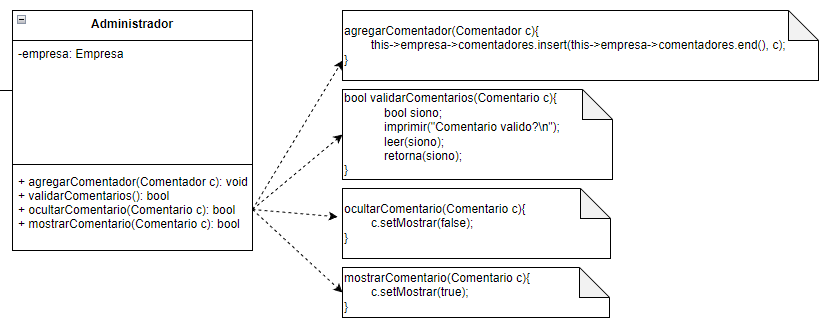 Administrador
-empresa: Empresa
+ agregarComentador(Comentador c): void
+ validarComentarios(): bool
+ ocultarComentario(Comentario c): bool
+ mostrarComentario(Comentario c): bool
agregarComentador(Comentador c){
this->empresa->comentadores.insert(this->empresa->comentadores.end(), c);
}
bool validarComentarios(Comentario c){
bool siono;
imprimir("Comentario valido?\n");
leer(siono);
retorna(siono);
}
ocultarComentario(Comentario c){
c.setMostrar(false);
}
mostrarComentario(Comentario c){
c.setMostrar(true);
}